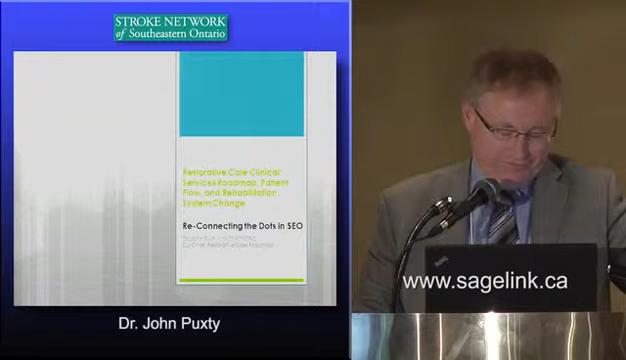 STROKE NETWORK
of Southeastern Ontario
Restorative Care Clinical
Services Roadmap, Patient
Flow, and Rehabilitation
System Change
Re-Connecting the Dots in SEO
www.sagelink.ca
Dr. John Puxty